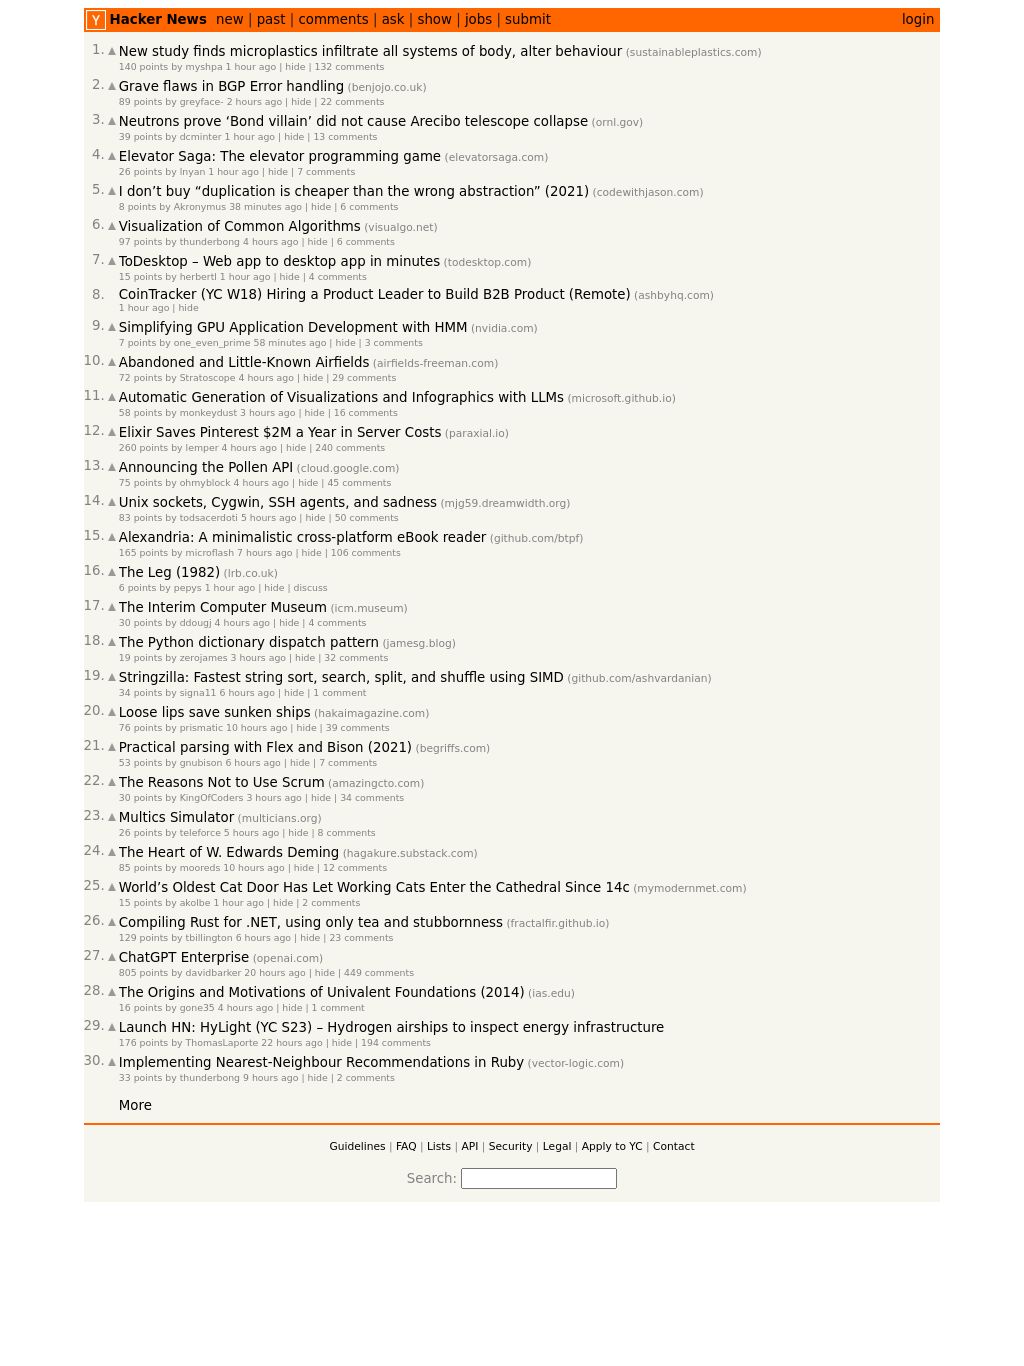 Y Hacker News new | past | comments | ask | show | jobs | submit login
1. ▲ New study finds microplastics infiltrate all systems of body, alter behaviour (sustainableplastics.com)
140 points by myshpa 1 hour ago | hide | 132 comments
2. ▲ Grave flaws in BGP Error handling (benjojo.co.uk)
89 points by greyface- 2 hours ago | hide | 22 comments
3. ▲ Neutrons prove ‘Bond villain’ did not cause Arecibo telescope collapse (ornl.gov)
39 points by dcminter 1 hour ago | hide | 13 comments
4. ▲ Elevator Saga: The elevator programming game (elevatorsaga.com)
26 points by lnyan 1 hour ago | hide | 7 comments
5. ▲ I don’t buy “duplication is cheaper than the wrong abstraction” (2021) (codewithjason.com)
8 points by Akronymus 38 minutes ago | hide | 6 comments
6. ▲ Visualization of Common Algorithms (visualgo.net)
97 points by thunderbong 4 hours ago | hide | 6 comments
7. ▲ ToDesktop – Web app to desktop app in minutes (todesktop.com)
15 points by herbertl 1 hour ago | hide | 4 comments
8. CoinTracker (YC W18) Hiring a Product Leader to Build B2B Product (Remote) (ashbyhq.com)
1 hour ago | hide
9. ▲ Simplifying GPU Application Development with HMM (nvidia.com)
7 points by one_even_prime 58 minutes ago | hide | 3 comments
10. ▲ Abandoned and Little-Known Airfields (airfields-freeman.com)
72 points by Stratoscope 4 hours ago | hide | 29 comments
11. ▲ Automatic Generation of Visualizations and Infographics with LLMs (microsoft.github.io)
58 points by monkeydust 3 hours ago | hide | 16 comments
12. ▲ Elixir Saves Pinterest $2M a Year in Server Costs (paraxial.io)
260 points by lemper 4 hours ago | hide | 240 comments
13. ▲ Announcing the Pollen API (cloud.google.com)
75 points by ohmyblock 4 hours ago | hide | 45 comments
14. ▲ Unix sockets, Cygwin, SSH agents, and sadness (mjg59.dreamwidth.org)
83 points by todsacerdoti 5 hours ago | hide | 50 comments
15. ▲ Alexandria: A minimalistic cross-platform eBook reader (github.com/btpf)
165 points by microflash 7 hours ago | hide | 106 comments
16. ▲ The Leg (1982) (lrb.co.uk)
6 points by pepys 1 hour ago | hide | discuss
17. ▲ The Interim Computer Museum (icm.museum)
30 points by ddougj 4 hours ago | hide | 4 comments
18. ▲ The Python dictionary dispatch pattern (jamesg.blog)
19 points by zerojames 3 hours ago | hide | 32 comments
19. ▲ Stringzilla: Fastest string sort, search, split, and shuffle using SIMD (github.com/ashvardanian)
34 points by signa11 6 hours ago | hide | 1 comment
20. ▲ Loose lips save sunken ships (hakaimagazine.com)
76 points by prismatic 10 hours ago | hide | 39 comments
21. ▲ Practical parsing with Flex and Bison (2021) (begriffs.com)
53 points by gnubison 6 hours ago | hide | 7 comments
22. ▲ The Reasons Not to Use Scrum (amazingcto.com)
30 points by KingOfCoders 3 hours ago | hide | 34 comments
23. ▲ Multics Simulator (multicians.org)
26 points by teleforce 5 hours ago | hide | 8 comments
24. ▲ The Heart of W. Edwards Deming (hagakure.substack.com)
85 points by mooreds 10 hours ago | hide | 12 comments
25. ▲ World’s Oldest Cat Door Has Let Working Cats Enter the Cathedral Since 14c (mymodernmet.com)
15 points by akolbe 1 hour ago | hide | 2 comments
26. ▲ Compiling Rust for .NET, using only tea and stubbornness (fractalfir.github.io)
129 points by tbillington 6 hours ago | hide | 23 comments
27. ▲ ChatGPT Enterprise (openai.com)
805 points by davidbarker 20 hours ago | hide | 449 comments
28. ▲ The Origins and Motivations of Univalent Foundations (2014) (ias.edu)
16 points by gone35 4 hours ago | hide | 1 comment
29. ▲ Launch HN: HyLight (YC S23) – Hydrogen airships to inspect energy infrastructure
176 points by ThomasLaporte 22 hours ago | hide | 194 comments
30. ▲ Implementing Nearest-Neighbour Recommendations in Ruby (vector-logic.com)
33 points by thunderbong 9 hours ago | hide | 2 comments
More
Guidelines | FAQ | Lists | API | Security | Legal | Apply to YC | Contact
Search: